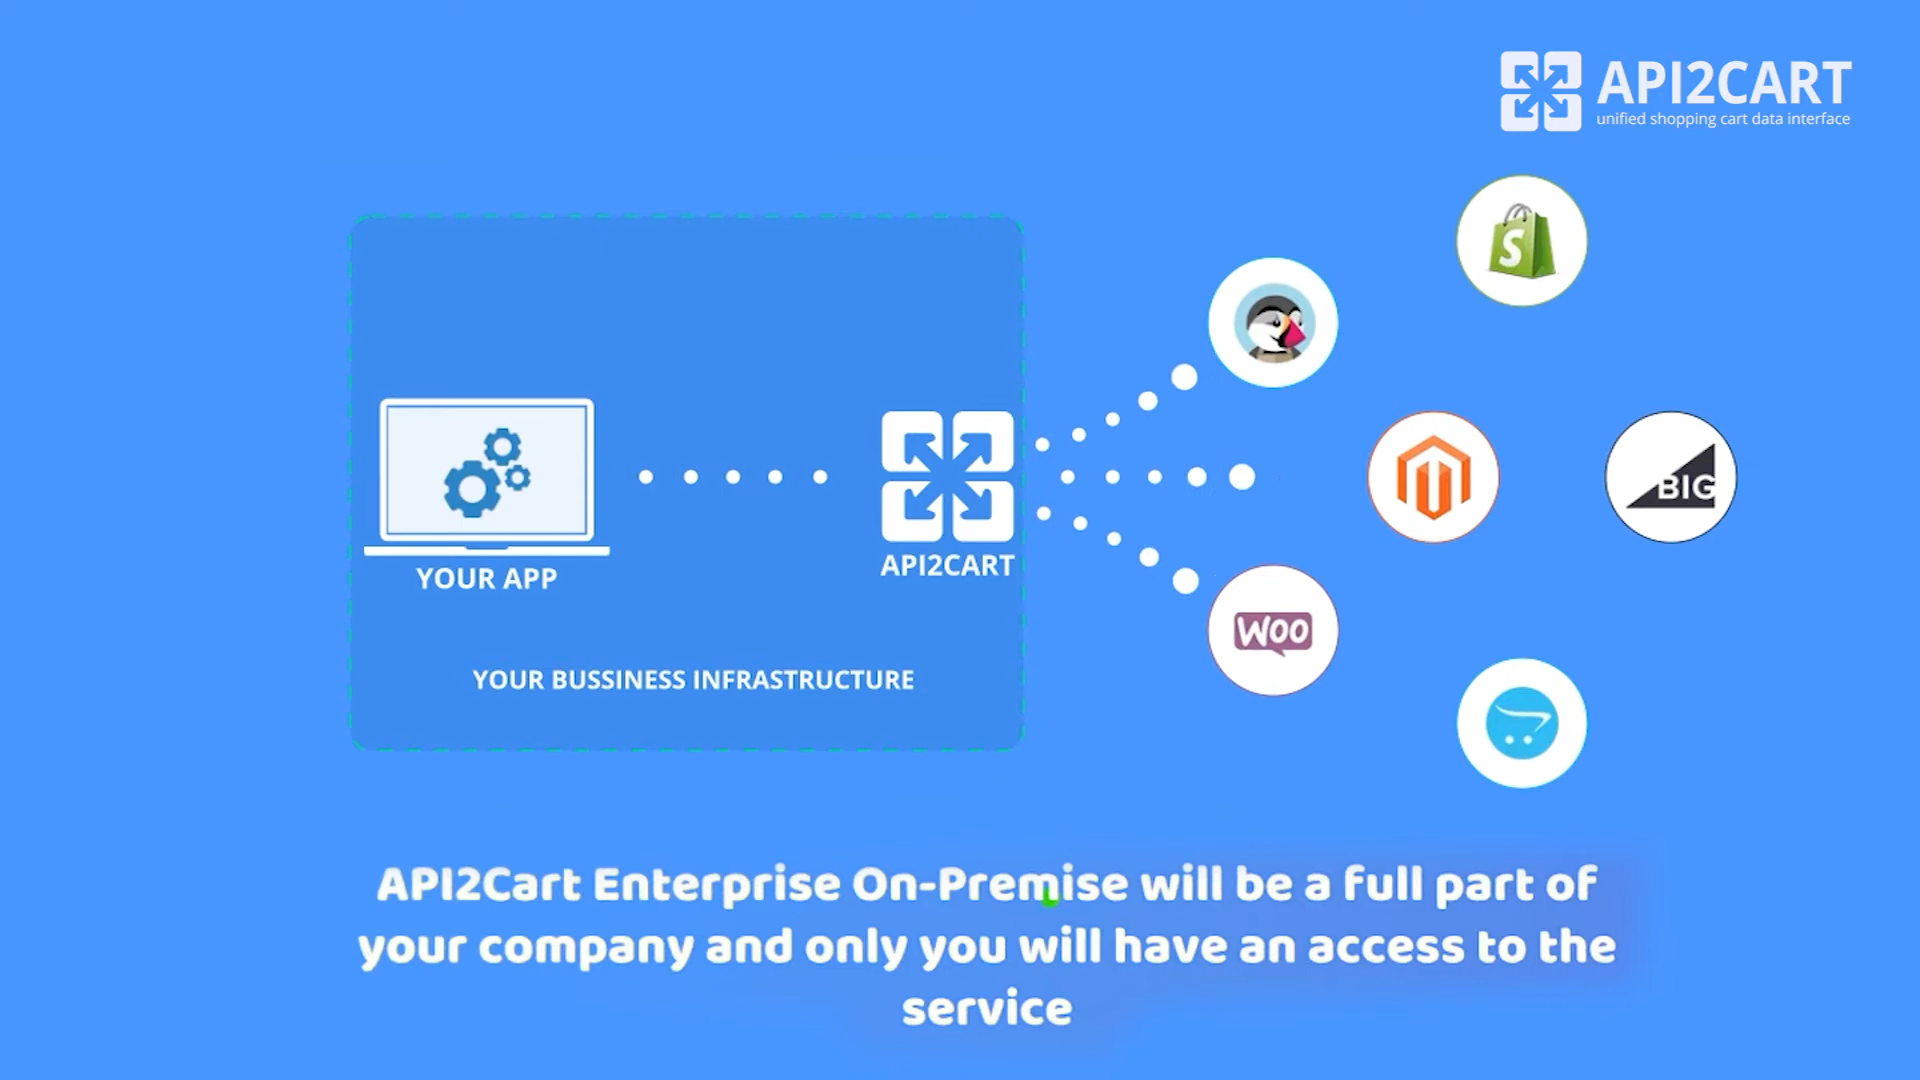 API2CART
unified shopping cart data interface
S
BIG
YOUR APP
API2CART
WOO
YOUR BUSSINESS INFRASTRUCTURE
API2Cart Enterprise On-Premise will be a full part of
your company and only you will have an access to the
service